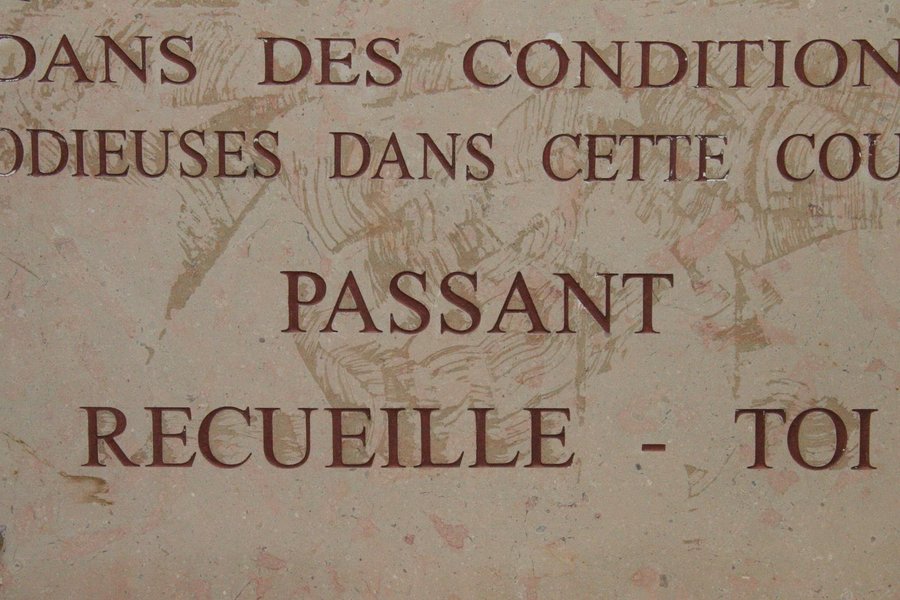 DANS DES CONDITION
ODIEUSES DANS CETTE COU
PASSANT
RECUEILLE - TOI